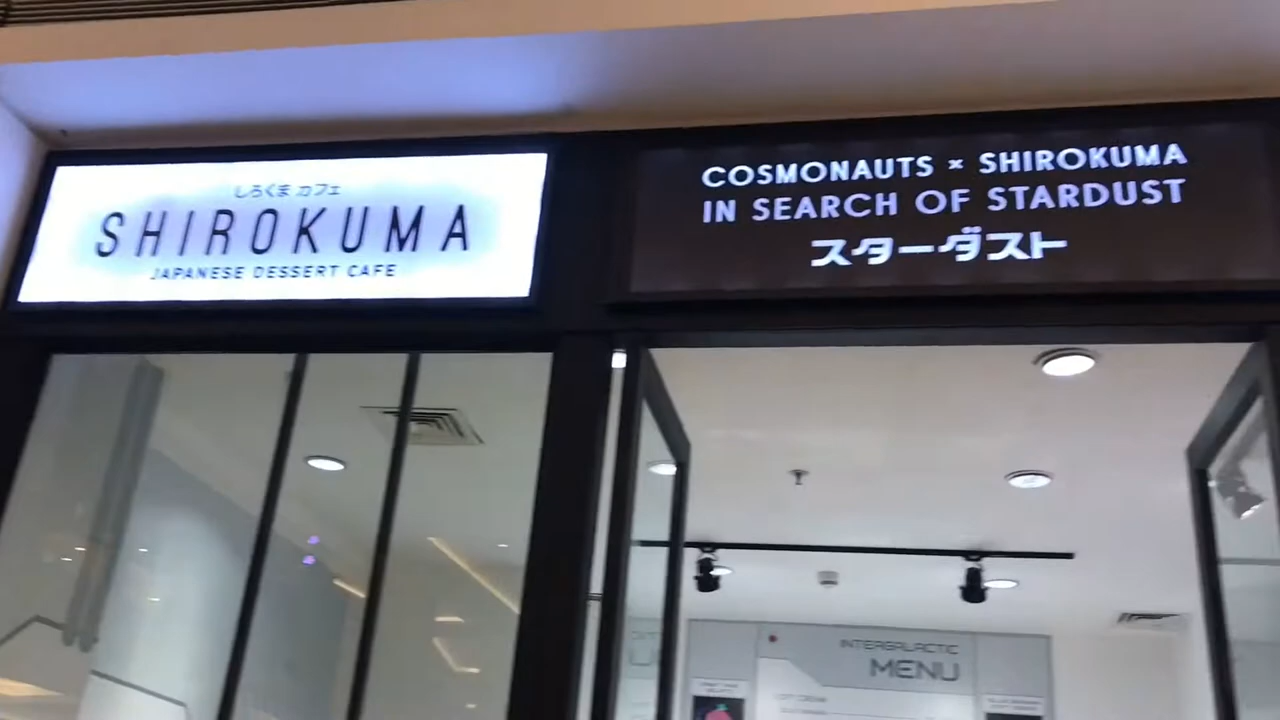 しろくま カフェ
SHIROKUMA
JAPANESE DESSERT CAFE
COSMONAUTS × SHIROKUMA
IN SEARCH OF STARDUST
スターダスト
INTERGALACTIC
MENU